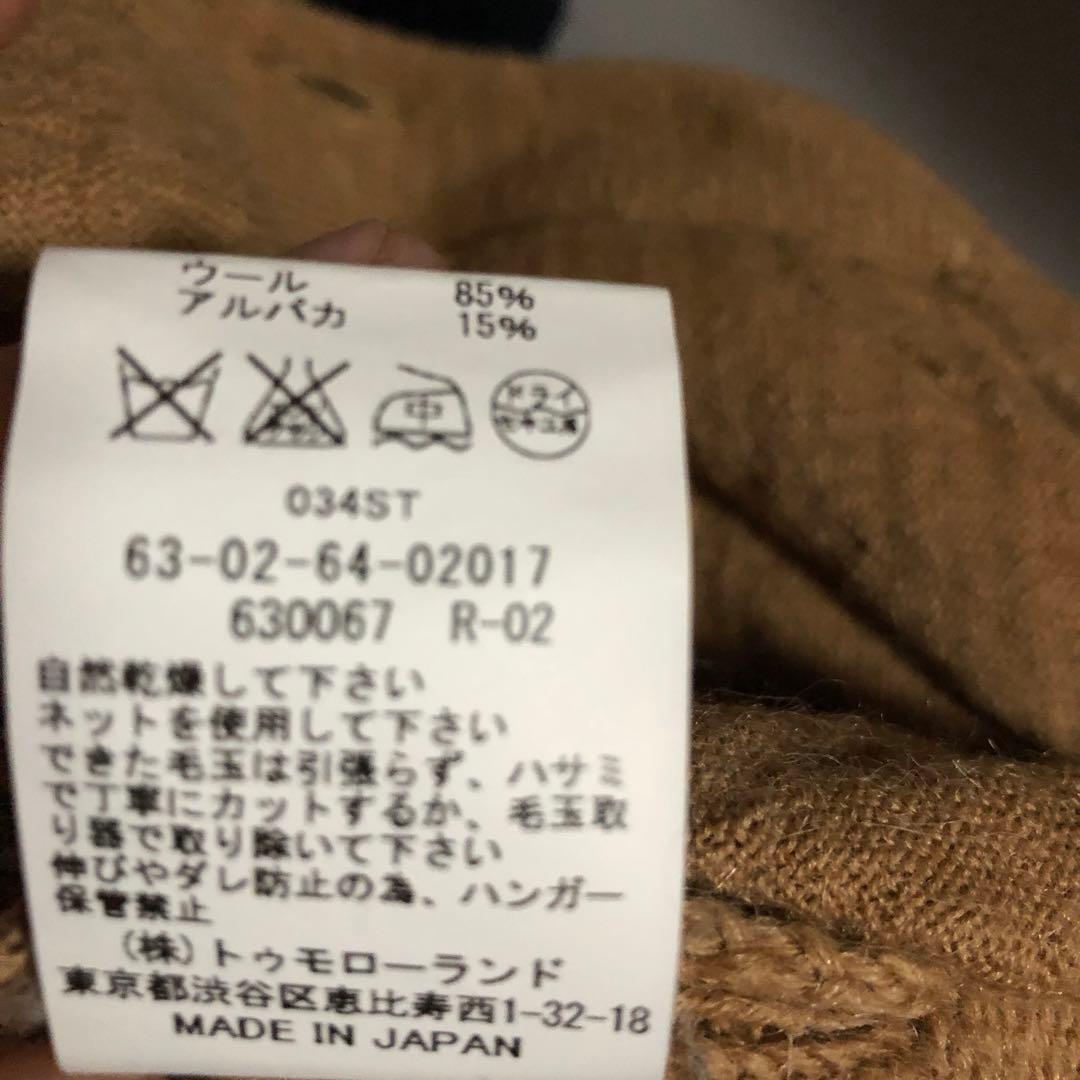 ウール 85%
アルパカ 15%
中
ドライ
034ST
63-02-64-02017
630067 R-02
自然乾燥して下さい
ネットを使用して下さい
できた毛玉は引張らず、ハサミ
で丁寧にカットするか、毛玉取
り器で取り除いて下さい
伸びやダレ防止の為、ハンガー
保管禁止
(株)トゥモローランド
東京都渋谷区恵比寿西1-32-18
MADE IN JAPAN